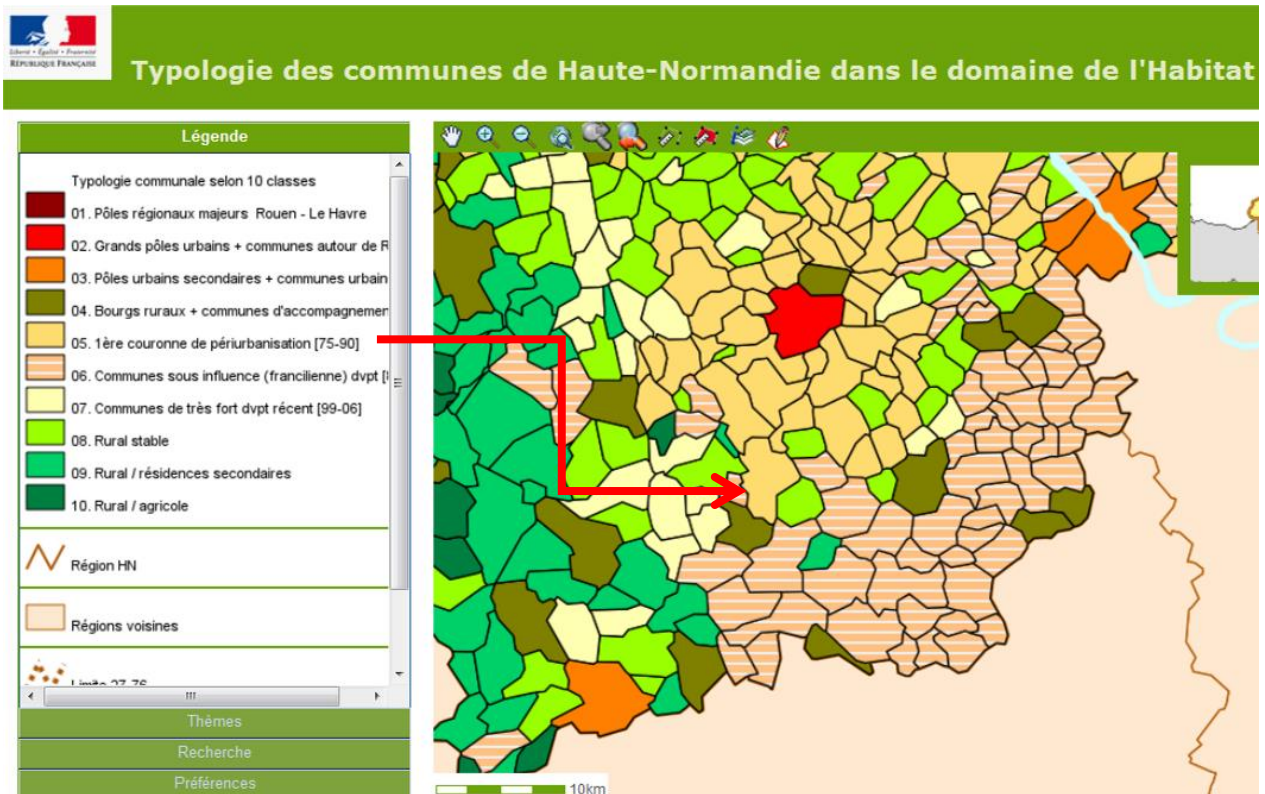 Liberté • Égalité • Fraternité
RÉPUBLIQUE FRANÇAISE
Typologie des communes de Haute-Normandie dans le domaine de l'Habitat
Légende
Typologie communale selon 10 classes
01. Pôles régionaux majeurs Rouen - Le Havre
02. Grands pôles urbains + communes autour de R
03. Pôles urbains secondaires + communes urbain
04. Bourgs ruraux + communes d'accompagnemer
05. 1ère couronne de périurbanisation [75-90]
06. Communes sous influence (francilienne) dvpt [
07. Communes de très fort dvpt récent [99-06]
08. Rural stable
09. Rural / résidences secondaires
10. Rural / agricole
Région HN
Régions voisines
Limite 27-76
Thèmes
Recherche
Préférences
10km